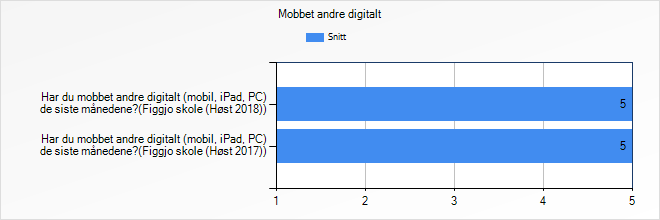 Mobbet andre digitalt
Snitt
Har du mobbet andre digitalt (mobil, iPad, PC)
de siste månedene?(Figgjo skole (Høst 2018))
5
Har du mobbet andre digitalt (mobil, iPad, PC)
de siste månedene?(Figgjo skole (Høst 2017))
5
1 2 3 4 5